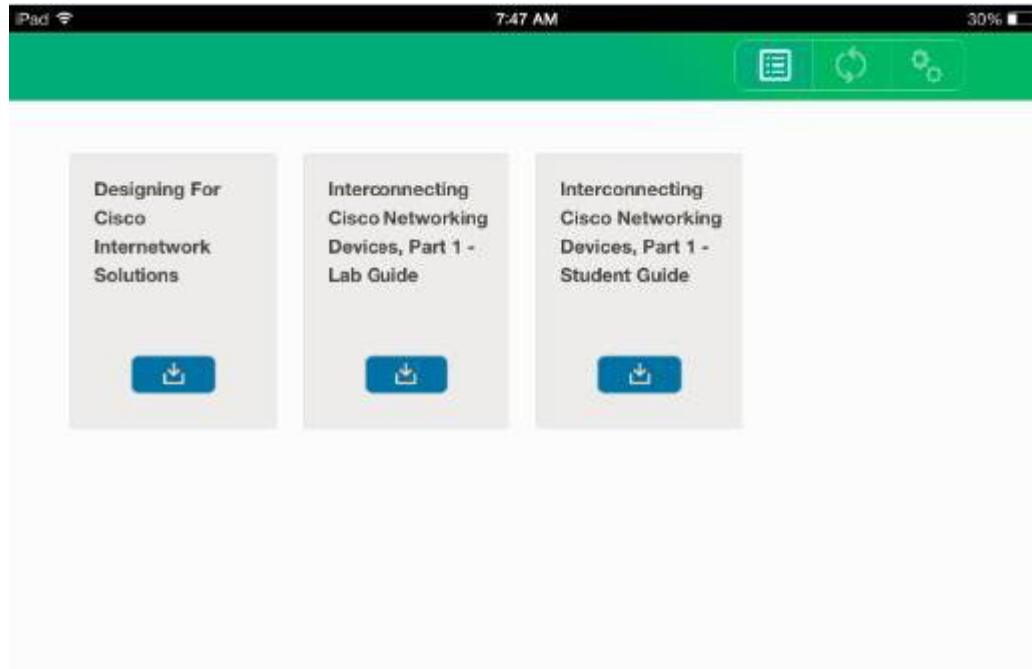 iPad 7:47 AM 30%
Designing For
Cisco
Internetwork
Solutions
Interconnecting
Cisco Networking
Devices, Part 1 -
Lab Guide
Interconnecting
Cisco Networking
Devices, Part 1 -
Student Guide